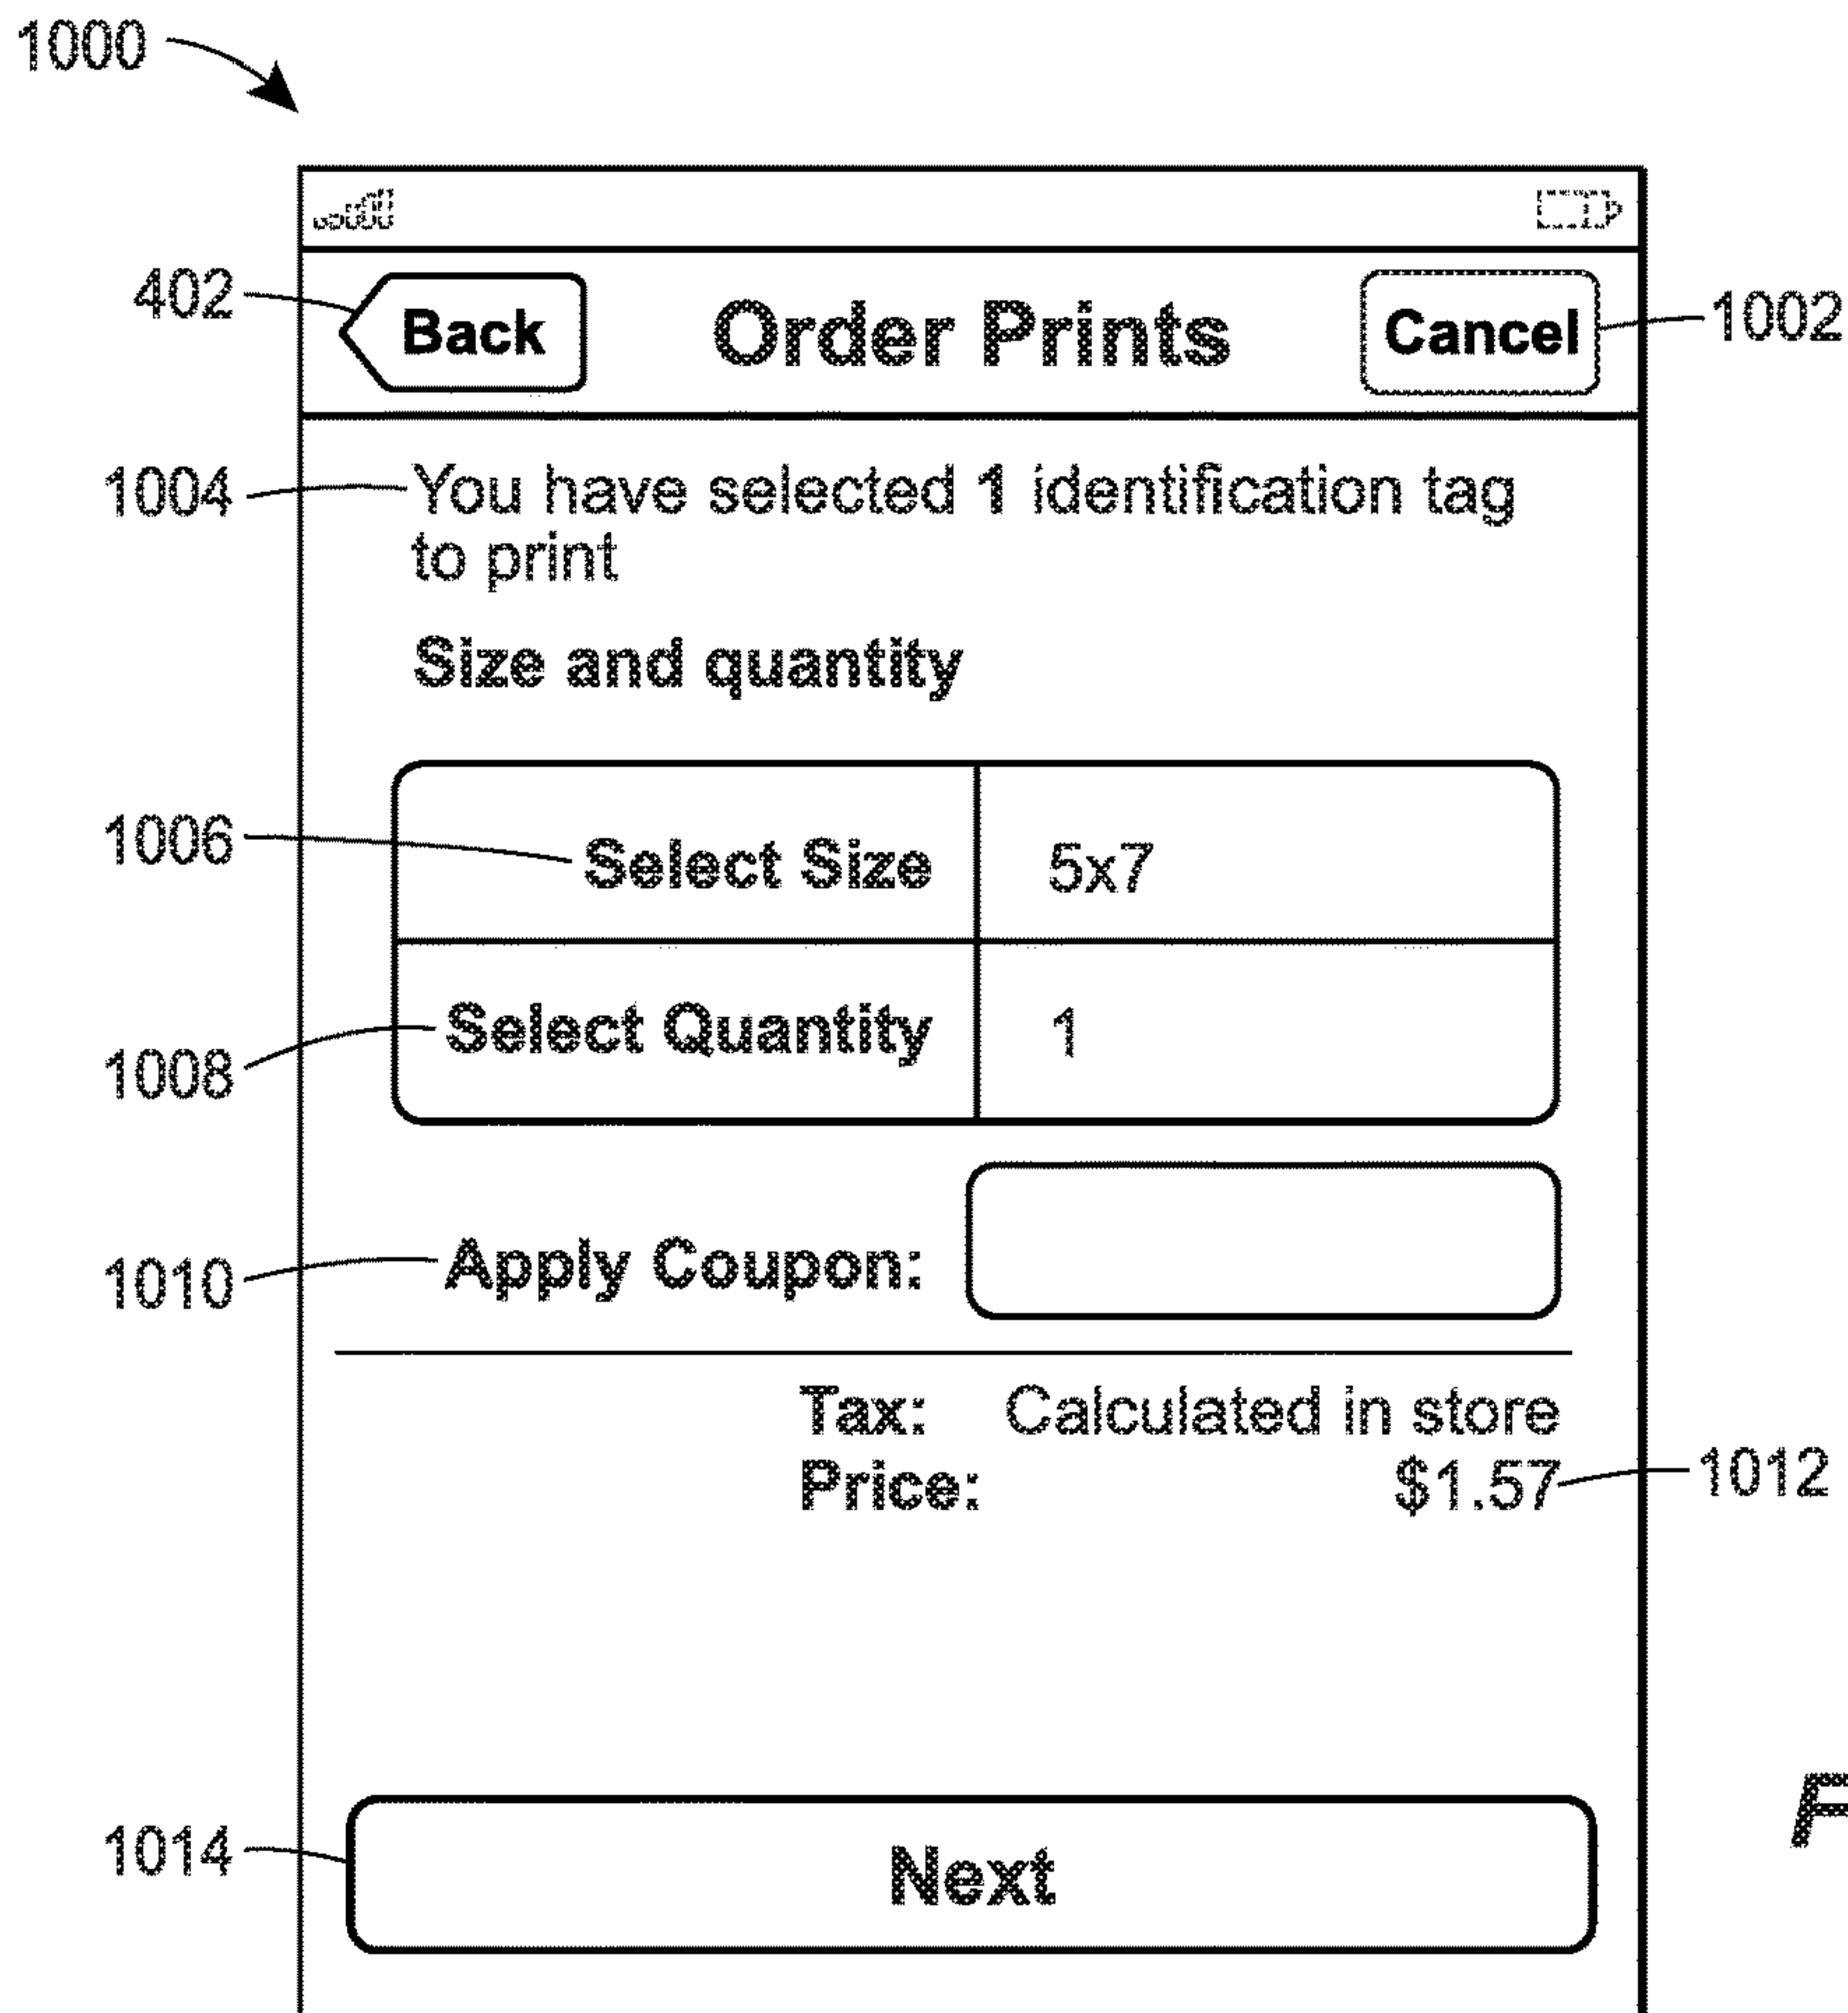 1000
402
Back
Order Prints
Cancel
1002
1004
You have selected 1 identification tag
to print
Size and quantity
1006
Select Size
5x7
1008
Select Quantity
1
1010
Apply Coupon:
Tax: Calculated in store
Price: $1.57
1012
1014
Next
F